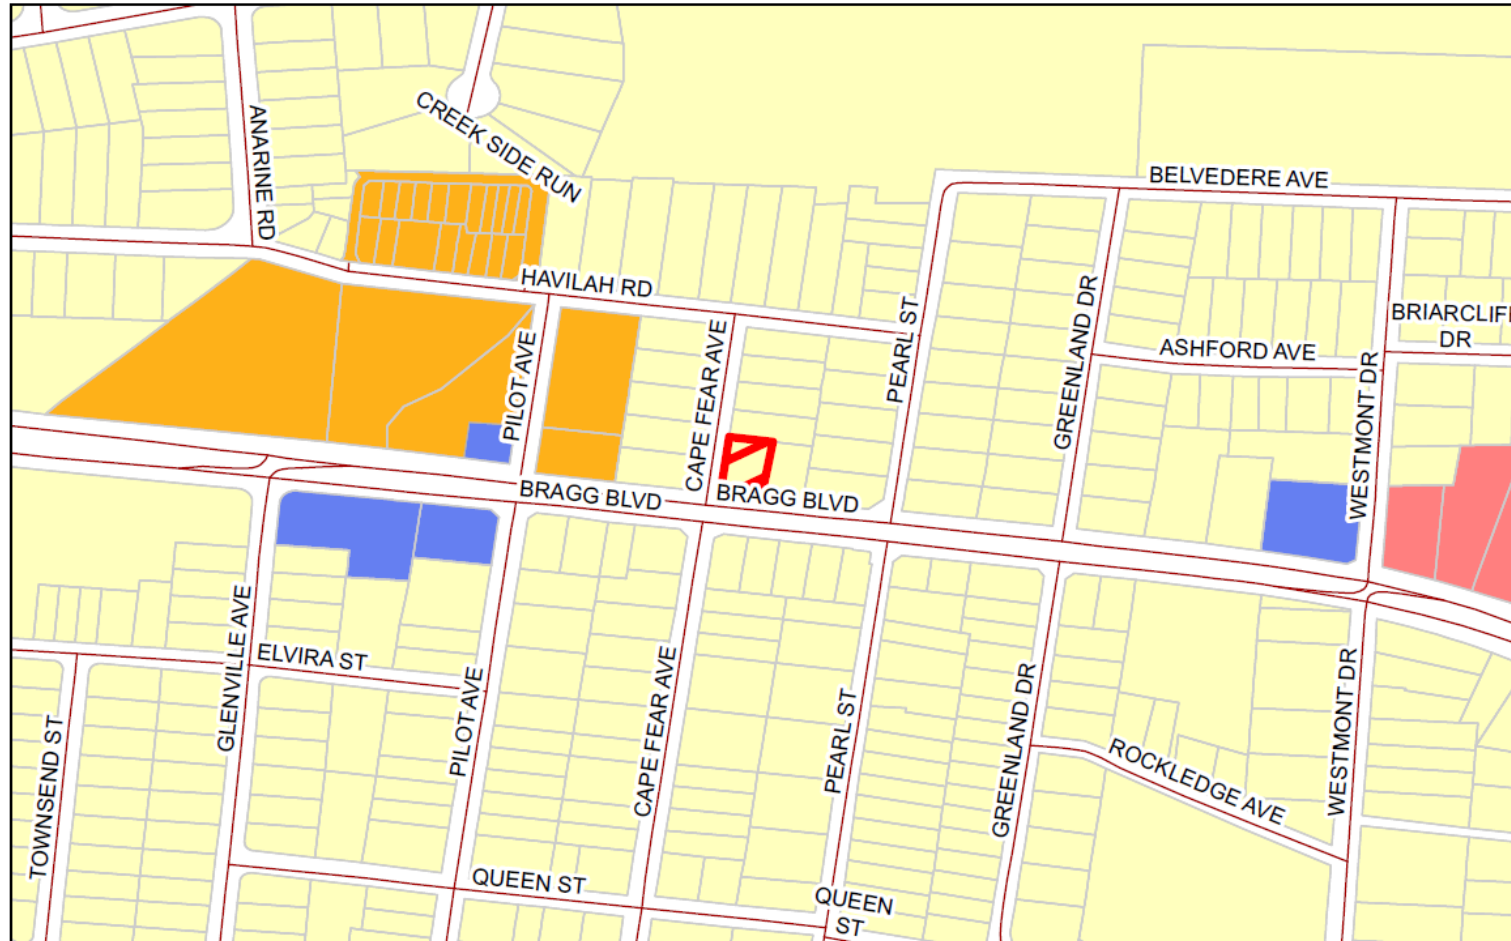 CREEK SIDE RUN
ANARINE RD
BELVEDERE AVE
HAVILAH RD
BRIARCLIFF
DR
PEARL ST
GREENLAND DR
ASHFORD AVE
PILOT AVE
CAPE FEAR AVE
WESTMONT DR
BRAGG BLVD
BRAGG BLVD
GLENVILLE AVE
ELVIRA ST
PILOT AVE
CAPE FEAR AVE
PEARL ST
GREENLAND DR
WESTMONT DR
TOWNSEND ST
ROCKLEDGE AVE
QUEEN ST
QUEEN
ST